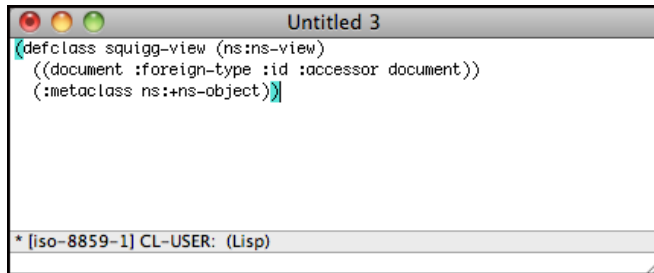 Untitled 3
(defclass squigg-view (ns:ns-view)
  ((document :foreign-type :id :accessor document))
  (:metaclass ns:+ns-object))
* [iso-8859-1] CL-USER: (Lisp)